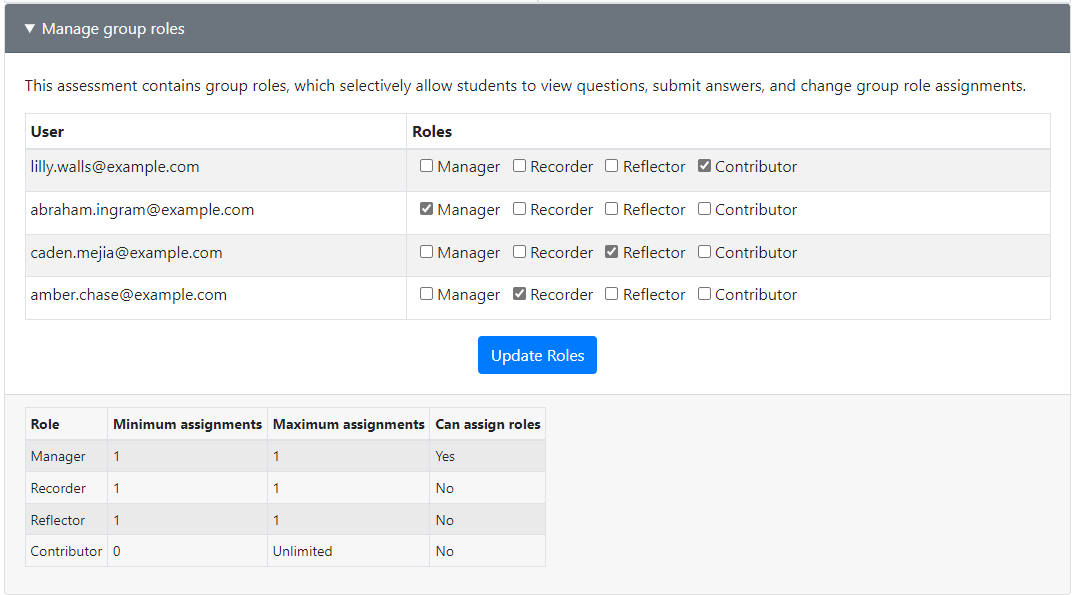 ▼ Manage group roles
This assessment contains group roles, which selectively allow students to view questions, submit answers, and change group role assignments.
User Roles
lilly.walls@example.com Manager Recorder Reflector Contributor
abraham.ingram@example.com Manager Recorder Reflector Contributor
caden.mejia@example.com Manager Recorder Reflector Contributor
amber.chase@example.com Manager Recorder Reflector Contributor
Update Roles
Role Minimum assignments Maximum assignments Can assign roles
Manager 1 1 Yes
Recorder 1 1 No
Reflector 1 1 No
Contributor 0 Unlimited No